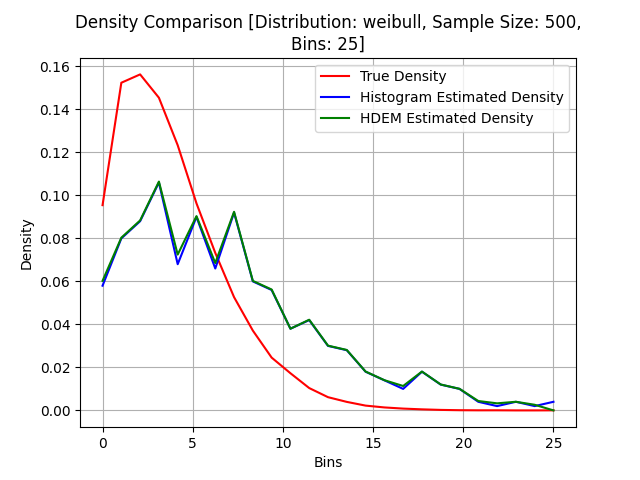 Density Comparison [Distribution: weibull, Sample Size: 500,
Bins: 25]
True Density
Histogram Estimated Density
HDEM Estimated Density
Density
0.16
0.14
0.12
0.10
0.08
0.06
0.04
0.02
0.00
0 5 10 15 20 25
Bins